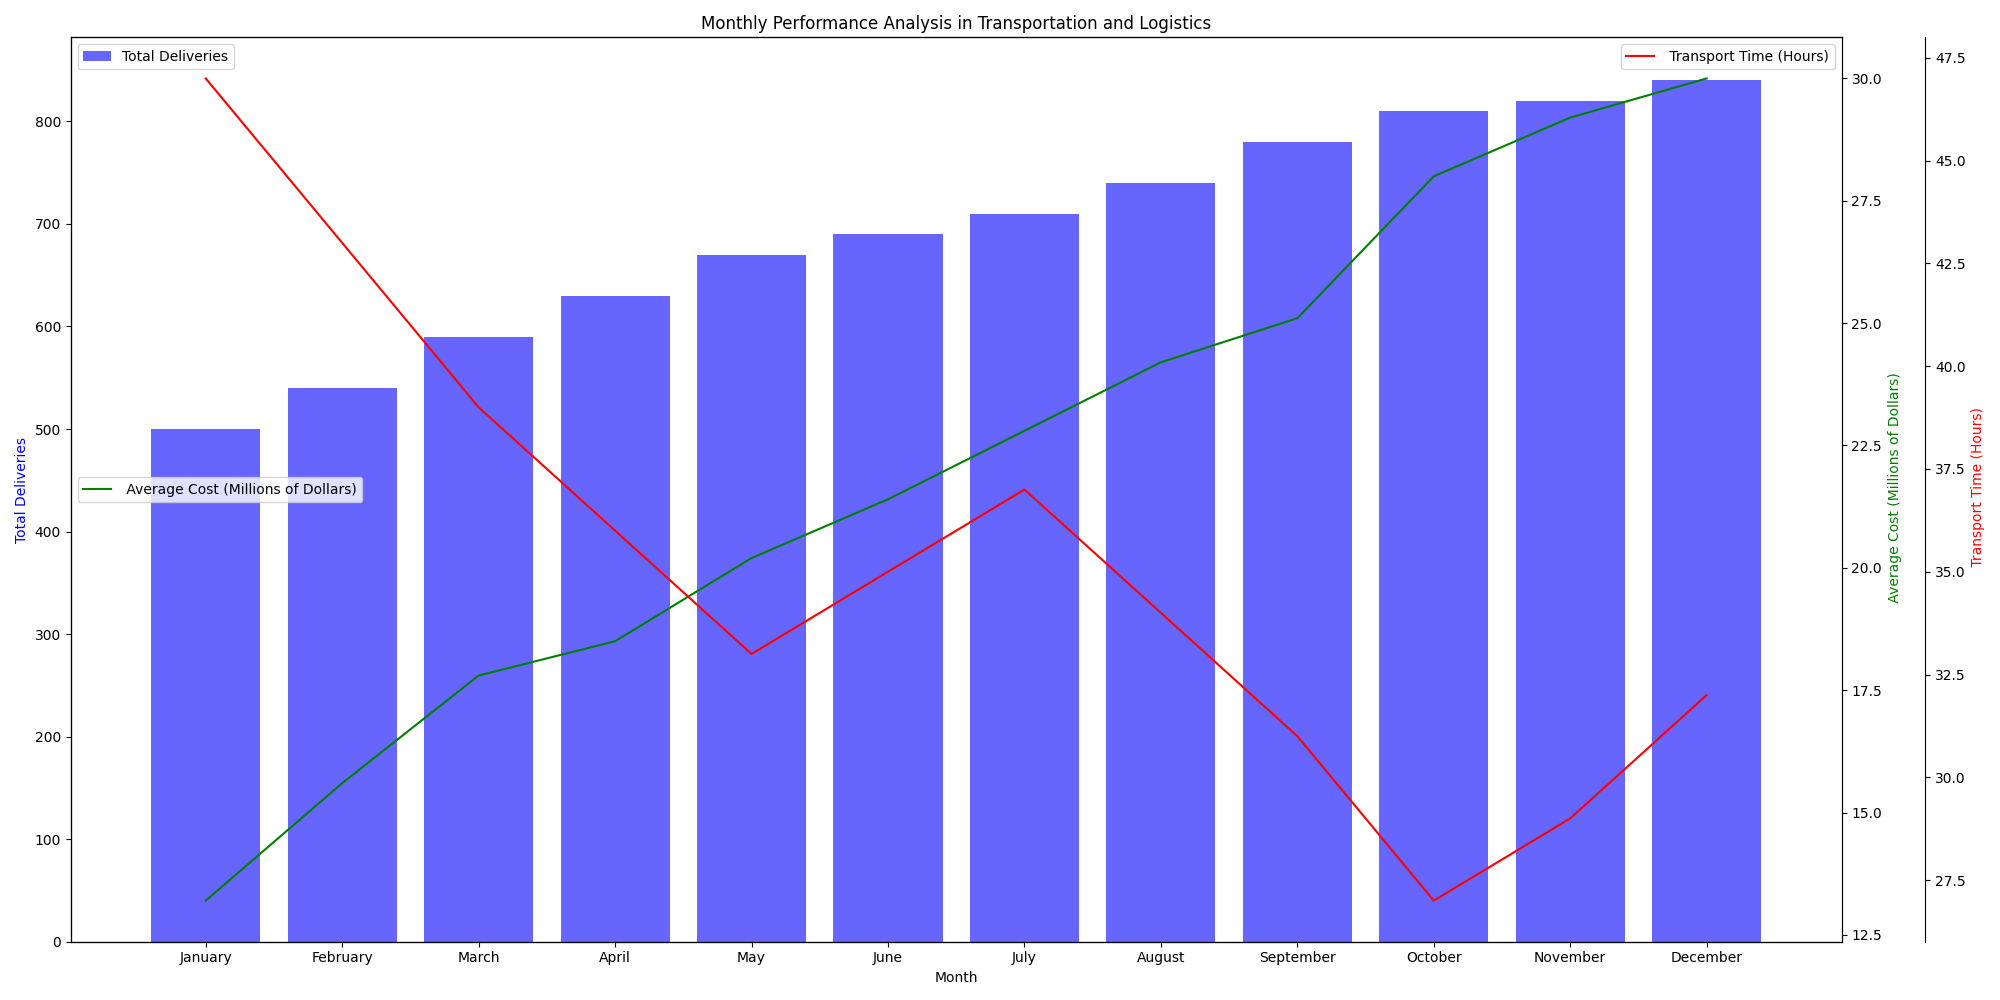 Monthly Performance Analysis in Transportation and Logistics
Total Deliveries
Transport Time (Hours)
Average Cost (Millions of Dollars)
Total Deliveries
800
700
600
500
400
300
200
100
0
30.0
27.5
25.0
22.5
20.0
17.5
15.0
12.5
Average Cost (Millions of Dollars)
47.5
45.0
42.5
40.0
37.5
35.0
32.5
30.0
27.5
Transport Time (Hours)
January February March April May June July August September October November December
Month